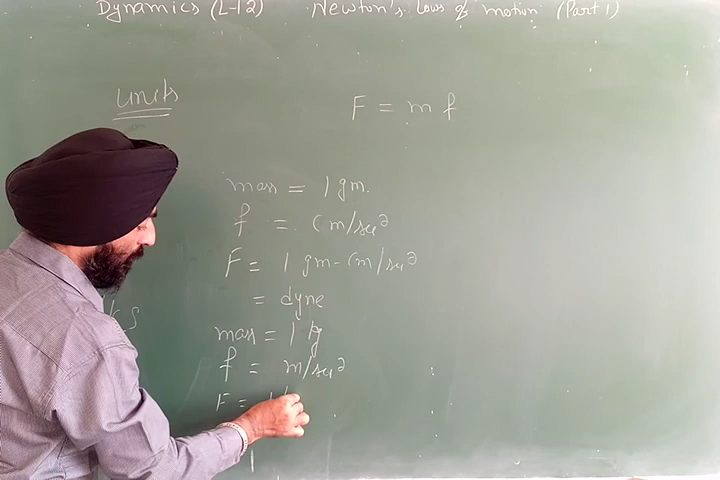 Dynamics (L-12) Newton's laws of motion (Part 1)
Units
F = m f
mass = 1 gm.
f = cm/sec²
F = 1 gm-cm/sec²
= dyne
mass = 1 kg
f = m/sec²
F = 1